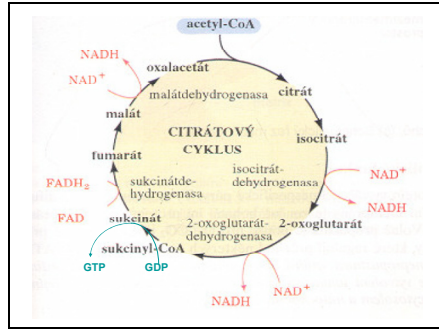 acetyl-CoA
NADH
NAD⁺
oxalacetát
citrát
malátdehydrogenasa
malát
isocitrát
CITRÁTOVÝ
CYKLUS
fumarát
isocitrát-
dehydrogenasa
NAD⁺
NADH
FADH₂
FAD
sukcinátde-
hydrogenasa
sukcinát
2-oxoglutarát-
dehydrogenasa
2-oxoglutarát
sukcinyl-CoA
GTP
GDP
NADH
NAD⁺